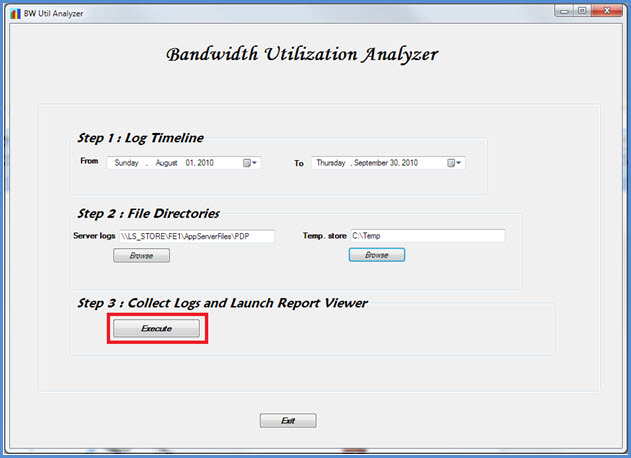 BW Util Analyzer
Bandwidth Utilization Analyzer
Step 1 : Log Timeline
From Sunday , August 01, 2010 To Thursday , September 30, 2010
Step 2 : File Directories
Server logs \\LS_STORE\FE1\AppServerFiles\PDP Temp. store C:\Temp
Browse Browse
Step 3 : Collect Logs and Launch Report Viewer
Execute
Exit